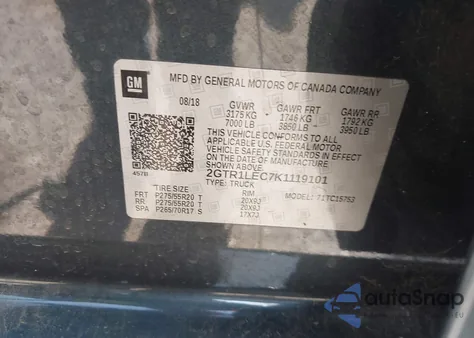 GM
MFD BY GENERAL MOTORS OF CANADA COMPANY
08/18 GVWR GAWR FRT GAWR RR
3175 KG 1746 KG 1792 KG
7000 LB 3850 LB 3950 LB
THIS VEHICLE CONFORMS TO ALL APPLICABLE
U.S. FEDERAL MOTOR VEHICLE SAFETY
STANDARDS IN EFFECT ON THE
DATE OF MANUFACTURE SHOWN ABOVE.
2GTR1LEC7K1119101
TYPE: TRUCK MODEL: T1TC15753
TIRE SIZE RIM
FRT P275/55R20 T 20X9J
RR P275/55R20 T 20X9J
SPA P265/70R17 S 17X7J
autoSnap